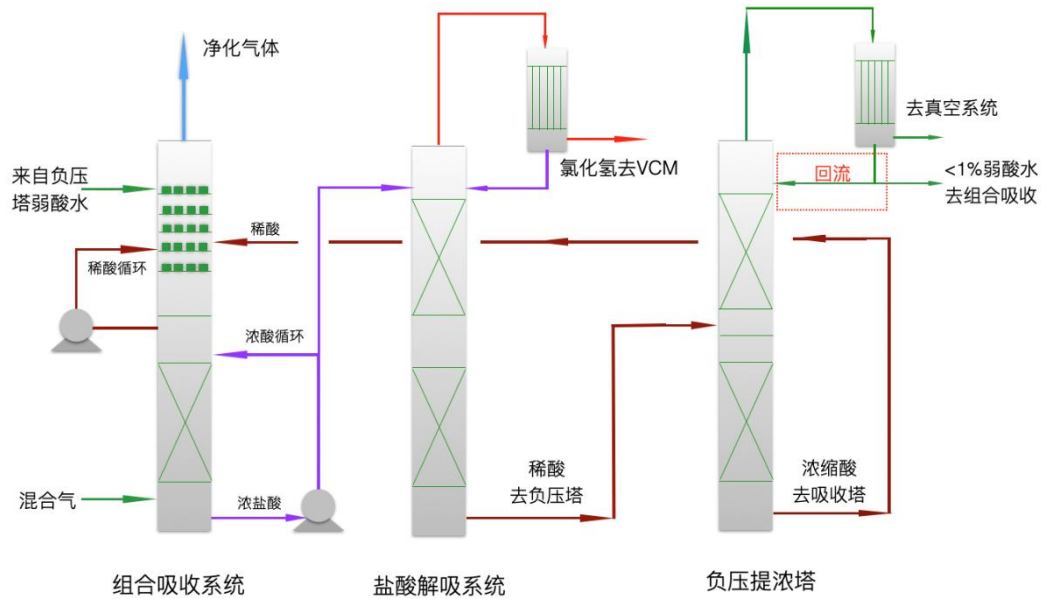 净化气体
来自负压
塔弱酸水
稀酸循环
稀酸
浓酸循环
混合气
浓盐酸
组合吸收系统
氯化氢去VCM
稀酸
去负压塔
盐酸解吸系统
去真空系统
回流
<1%弱酸水
去组合吸收
浓缩酸
去吸收塔
负压提浓塔